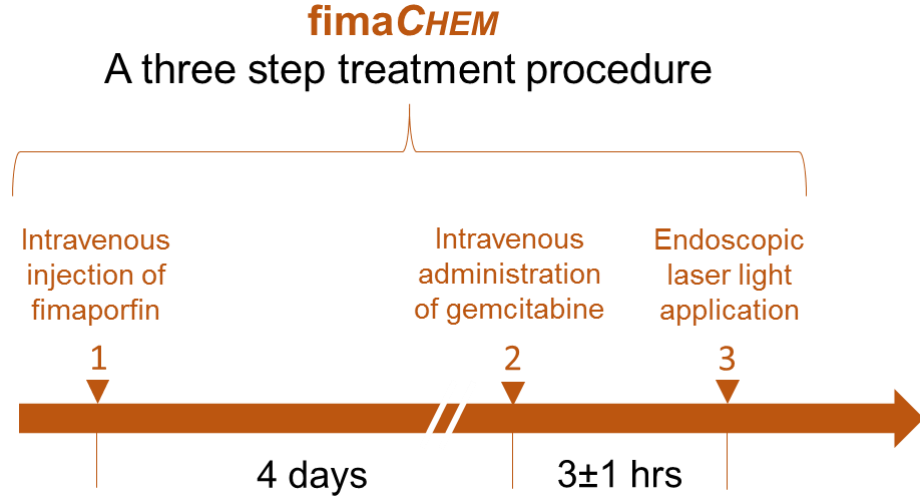 fimaCHEM
A three step treatment procedure
Intravenous
injection of
fimaporfin
Intravenous
administration
of gemcitabine
Endoscopic
laser light
application
1
2
3
4 days
3±1 hrs